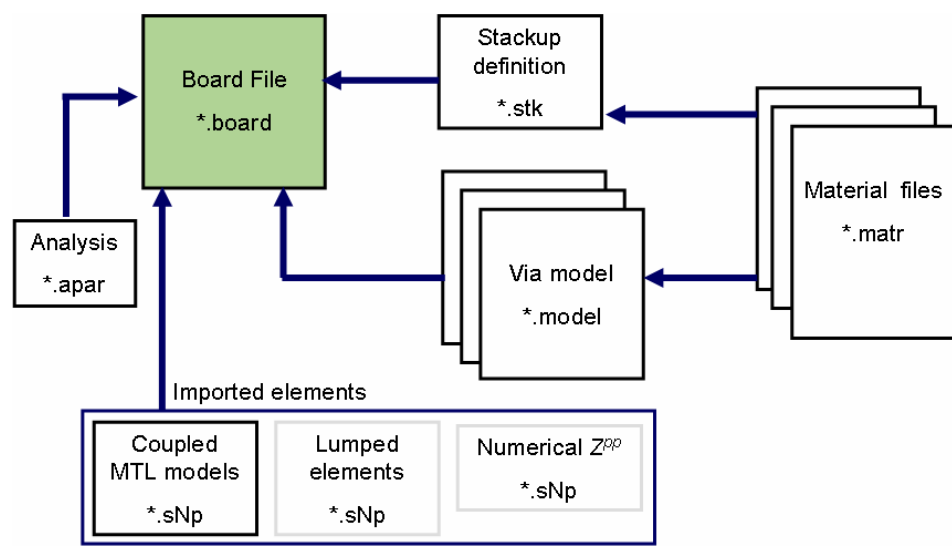 Board File
*.board
Stackup
definition
*.stk
Material files
*.matr
Analysis
*.apar
Via model
*.model
Imported elements
Coupled
MTL models
*.sNp
Lumped
elements
*.sNp
Numerical Z^pp
*.sNp